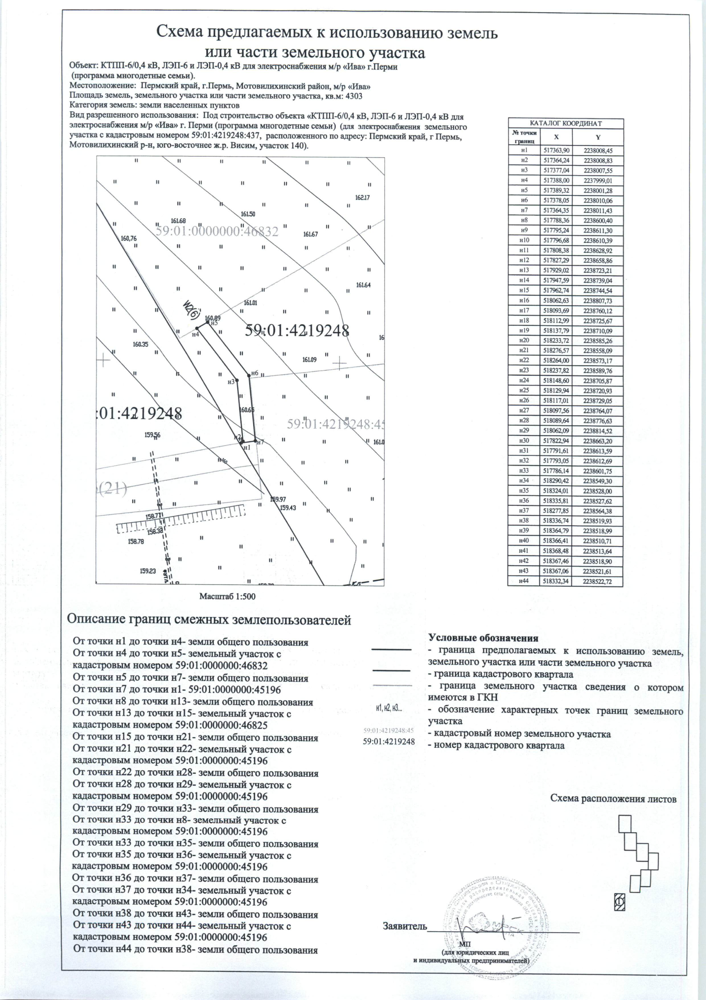 Схема предлагаемых к использованию земель
или части земельного участка
Объект: КТПП-6/0,4 кВ, ЛЭП-6 и ЛЭП-0,4 кВ для электроснабжения м/р «Ива» г.Перми
(программа многодетные семьи).
Местоположение: Пермский край, г.Пермь, Мотовилихинский район, м/р «Ива»
Площадь земель, земельного участка или части земельного участка, кв.м: 4303
Категория земель: земли населенных пунктов
Вид разрешенного использования: Под строительство объекта «КТПП-6/0,4 кВ, ЛЭП-6 и ЛЭП-0,4 кВ для
электроснабжения м/р «Ива» г. Перми (программа многодетные семьи) (для электроснабжения земельного
участка с кадастровым номером 59:01:4219248:437, расположенного по адресу: Пермский край, г Пермь,
Мотовилихинский р-н, юго-восточнее ж.р. Висим, участок 140).
КАТАЛОГ КООРДИНАТ
№ точки границ X Y
н1 517363,90 2238008,45
н2 517364,24 2238008,83
н3 517377,04 2238007,55
н4 517388,00 2237999,01
н5 517389,32 2238001,28
н6 517378,05 2238010,06
н7 517364,35 2238011,43
н8 517788,36 2238600,40
н9 517795,24 2238611,30
н10 517796,68 2238610,39
н11 517808,38 2238628,92
н12 517827,29 2238658,86
н13 517929,02 2238723,21
н14 517947,59 2238739,04
н15 517962,74 2238744,54
н16 518062,63 2238807,73
н17 518093,69 2238760,12
н18 518112,99 2238725,67
н19 518137,79 2238710,09
н20 518233,72 2238585,26
н21 518276,57 2238558,09
н22 518264,00 2238573,17
н23 518237,82 2238589,76
н24 518148,60 2238705,87
н25 518129,94 2238720,93
н26 518117,01 2238729,05
н27 518097,56 2238764,07
н28 518089,64 2238776,63
н29 518062,09 2238814,52
н30 517822,94 2238663,20
н31 517791,61 2238613,59
н32 517793,05 2238612,69
н33 517786,14 2238601,75
н34 518290,42 2238549,30
н35 518324,01 2238528,00
н36 518335,81 2238527,62
н37 518277,85 2238564,38
н38 518336,74 2238519,93
н39 518364,79 2238518,99
н40 518366,41 2238510,71
н41 518368,48 2238513,64
н42 518367,46 2238518,90
н43 518367,06 2238521,61
н44 518332,34 2238522,72
162.17
161.50
161.68
59:01:0000000:46832
161.67
160,76
161.64
161.01
W2(6)
160,89
н5
н4
59:01:4219248
16
160.35
161.09
н6
н3
160.65
:01:4219248
59:01:4219248:45
159.56
161.0
н2
н7
н1
160
(21)
159.97
159.43
158.77
158.32
158.78
159.23
КЛ
Масштаб 1:500
Описание границ смежных землепользователей
От точки н1 до точки н4- земли общего пользования
От точки н4 до точки н5- земельный участок с
кадастровым номером 59:01:0000000:46832
От точки н5 до точки н7- земли общего пользования
От точки н7 до точки н1- 59:01:0000000:45196
От точки н8 до точки н13- земли общего пользования
От точки н13 до точки н15- земельный участок с
кадастровым номером 59:01:0000000:46825
От точки н15 до точки н21- земли общего пользования
От точки н21 до точки н22- земельный участок с
кадастровым номером 59:01:0000000:45196
От точки н22 до точки н28- земли общего пользования
От точки н28 до точки н29- земельный участок с
кадастровым номером 59:01:0000000:45196
От точки н29 до точки н33- земли общего пользования
От точки н33 до точки н8- земельный участок с
кадастровым номером 59:01:0000000:45196
От точки н33 до точки н35- земли общего пользования
От точки н35 до точки н36- земельный участок с
кадастровым номером 59:01:0000000:45196
От точки н36 до точки н37- земли общего пользования
От точки н37 до точки н34- земельный участок с
кадастровым номером 59:01:0000000:45196
От точки н38 до точки н43- земли общего пользования
От точки н43 до точки н44- земельный участок с
кадастровым номером 59:01:0000000:45196
От точки н44 до точки н38- земли общего пользования
Условные обозначения
- граница предполагаемых к использованию земель,
земельного участка или части земельного участка
- граница кадастрового квартала
- граница земельного участка сведения о котором
имеются в ГКН
н1, н2, н3... - обозначение характерных точек границ земельного
участка
59:01:4219248:45 - кадастровый номер земельного участка
59:01:4219248 - номер кадастрового квартала
Схема расположения листов
1
Заявитель
МРСК
МП
(для юридических лиц
и индивидуальных предпринимателей)